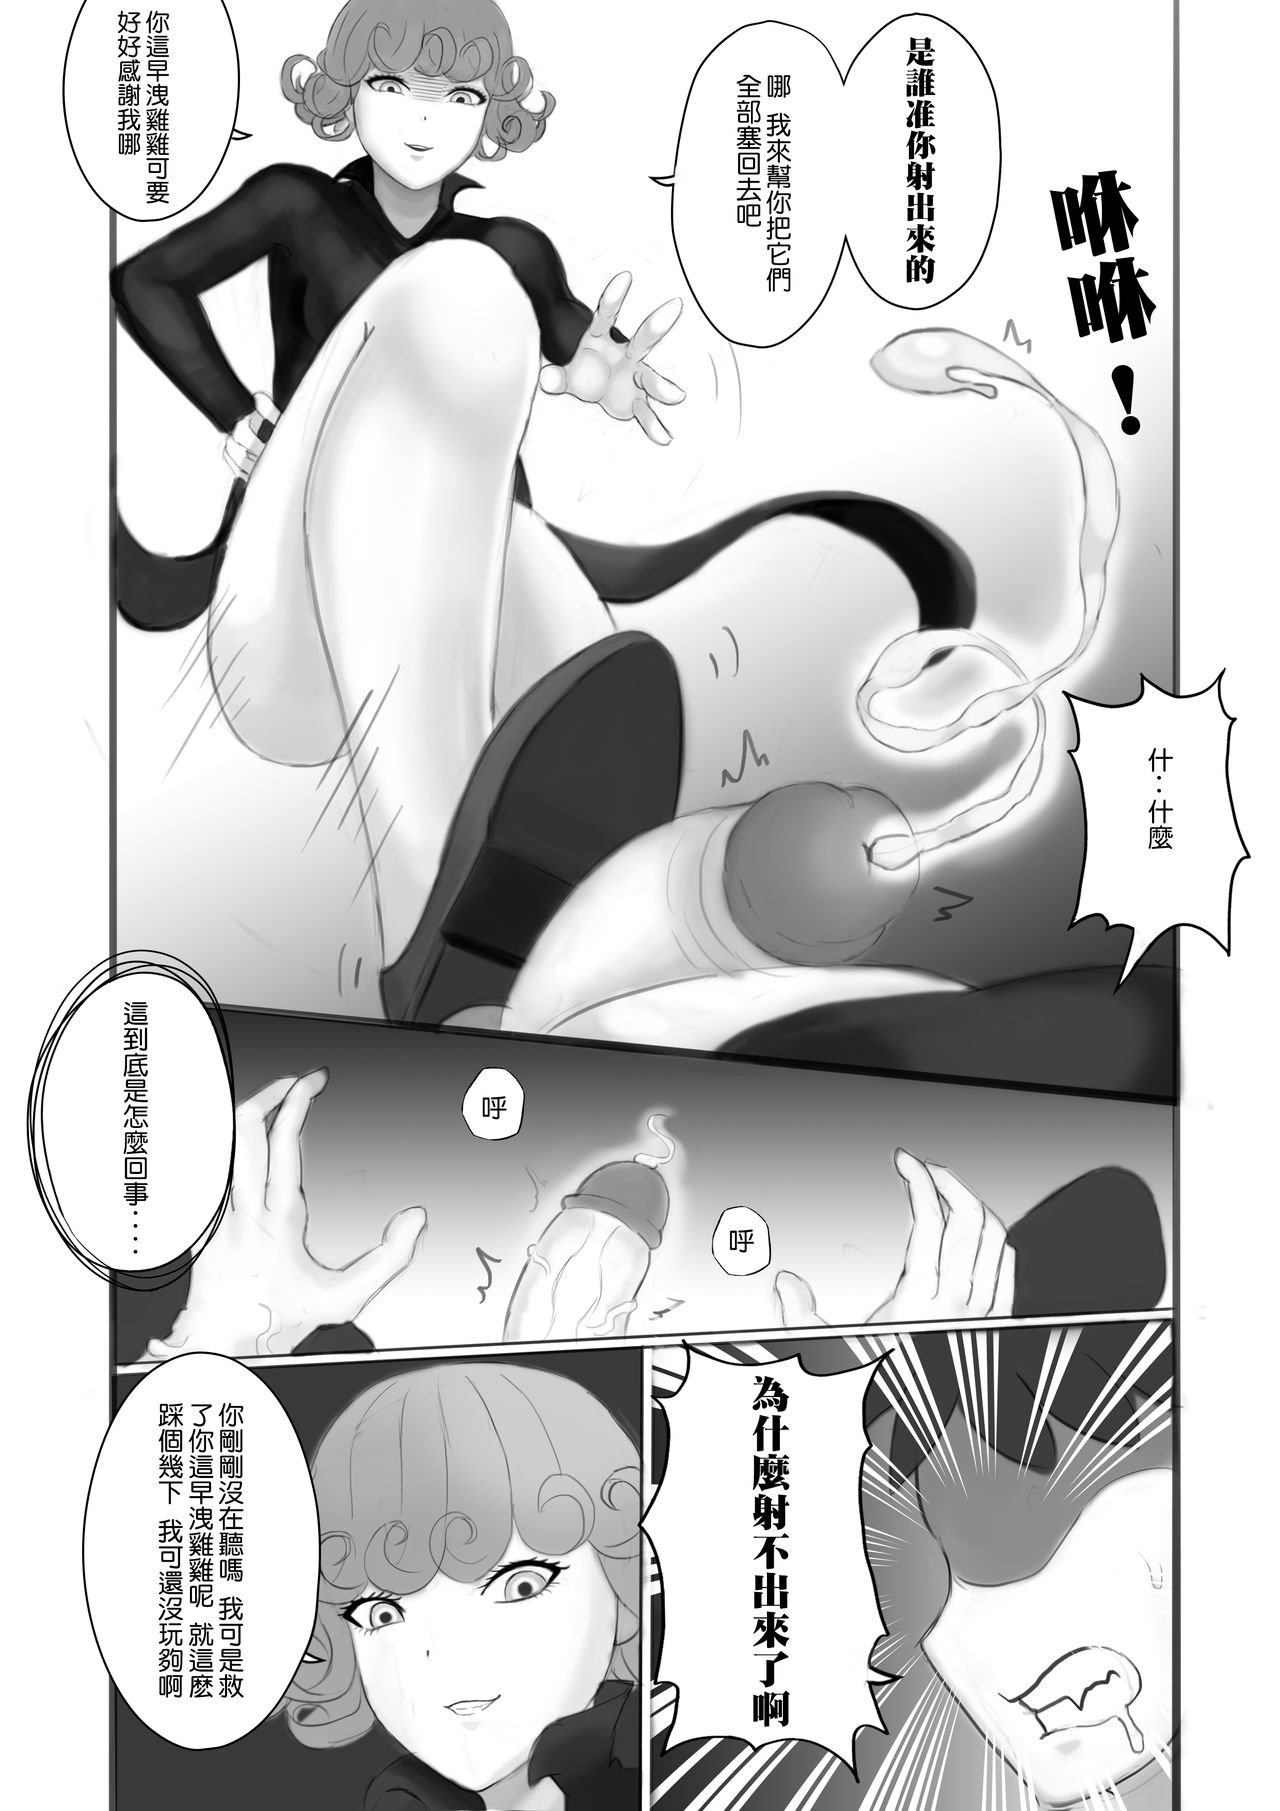 是誰准你射出來的
哪 我來幫你把它們
全部塞回去吧
咻
咻
！
你這早洩雞雞可要
好好感謝我哪
什‥什麼
呼
呼
這到底是怎麼回事‥‥
為什麼射不出來了啊
你剛剛沒在聽嗎 我可是救
了你這早洩雞雞呢 就這麽
踩個幾下 我可還沒玩夠啊